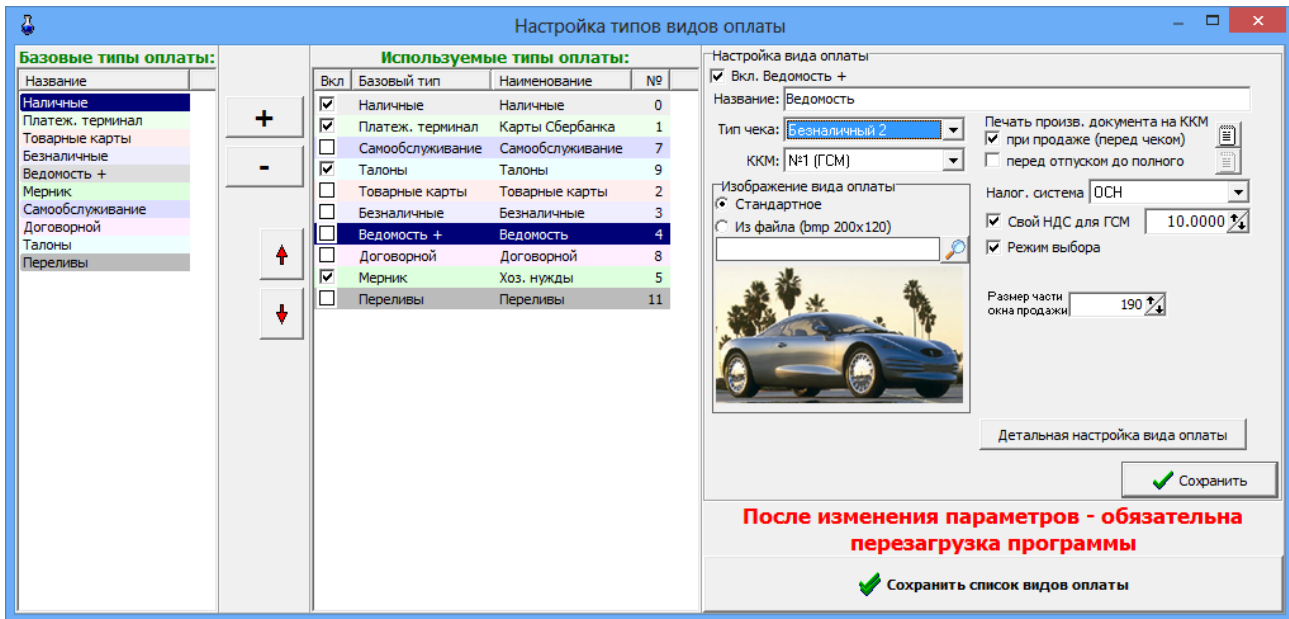 Настройка типов видов оплаты
Базовые типы оплаты:
Название
Наличные
Платеж. терминал
Товарные карты
Безналичные
Ведомость +
Мерник
Самообслуживание
Договорной
Талоны
Переливы
+
-
Используемые типы оплаты:
Вкл Базовый тип Наименование №
Наличные Наличные 0
Платеж. терминал Карты Сбербанка 1
Самообслуживание Самообслуживание 7
Талоны Талоны 9
Товарные карты Товарные карты 2
Безналичные Безналичные 3
Ведомость + Ведомость 4
Договорной Договорной 8
Мерник Хоз. нужды 5
Переливы Переливы 11
Настройка вида оплаты
Вкл. Ведомость +
Название: Ведомость
Тип чека: Безналичный 2
ККМ: №1 (ГСМ)
Изображение вида оплаты
Стандартное
Из файла (bmp 200x120)
Печать произв. документа на ККМ
при продаже (перед чеком)
перед отпуском до полного
Налог. система ОСН
Свой НДС для ГСМ 10.0000
Режим выбора
Размер части
окна продажи 190
Детальная настройка вида оплаты
Сохранить
После изменения параметров - обязательна
перезагрузка программы
Сохранить список видов оплаты